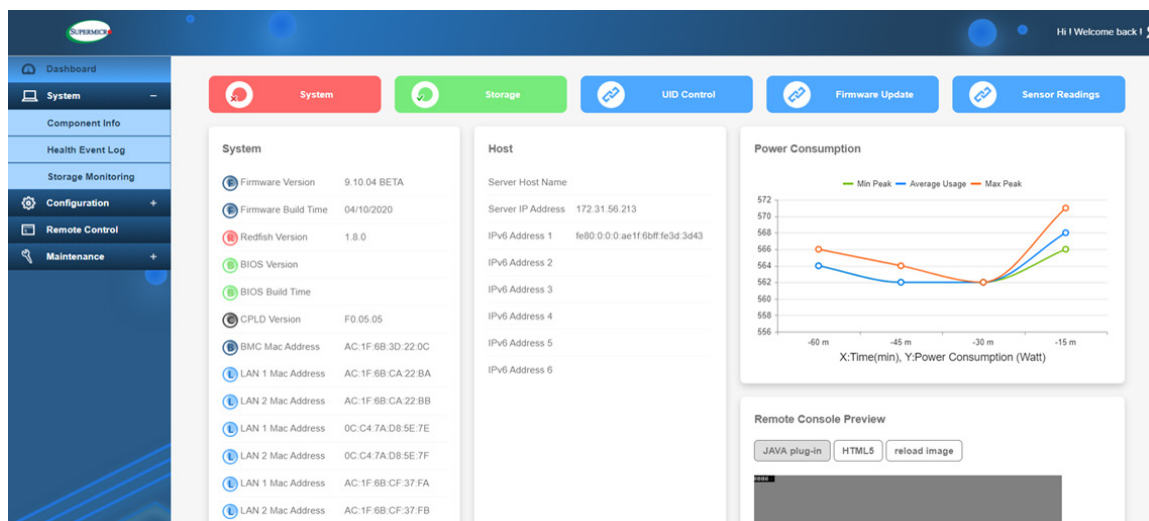 SUPERMICR
Hi ! Welcome back !
Dashboard
System −
Component Info
Health Event Log
Storage Monitoring
Configuration +
Remote Control
Maintenance +
System
Storage
UID Control
Firmware Update
Sensor Readings
System
Firmware Version 9.10.04 BETA
Firmware Build Time 04/10/2020
Redfish Version 1.8.0
BIOS Version
BIOS Build Time
CPLD Version F0.05.05
BMC Mac Address AC:1F:6B:3D:22:0C
LAN 1 Mac Address AC:1F:6B:CA:22:BA
LAN 2 Mac Address AC:1F:6B:CA:22:BB
LAN 1 Mac Address 0C:C4:7A:D8:5E:7E
LAN 2 Mac Address 0C:C4:7A:D8:5E:7F
LAN 1 Mac Address AC:1F:6B:CF:37:FA
LAN 2 Mac Address AC:1F:6B:CF:37:FB
Host
Server Host Name
Server IP Address 172.31.56.213
IPv6 Address 1 fe80:0:0:0:ae1f:6bff:fe3d:3d43
IPv6 Address 2
IPv6 Address 3
IPv6 Address 4
IPv6 Address 5
IPv6 Address 6
Power Consumption
Min Peak Average Usage Max Peak
572
570
568
566
564
562
560
558
556
-60 m -45 m -30 m -15 m
X:Time(min), Y:Power Consumption (Watt)
Remote Console Preview
JAVA plug-in HTML5 reload image